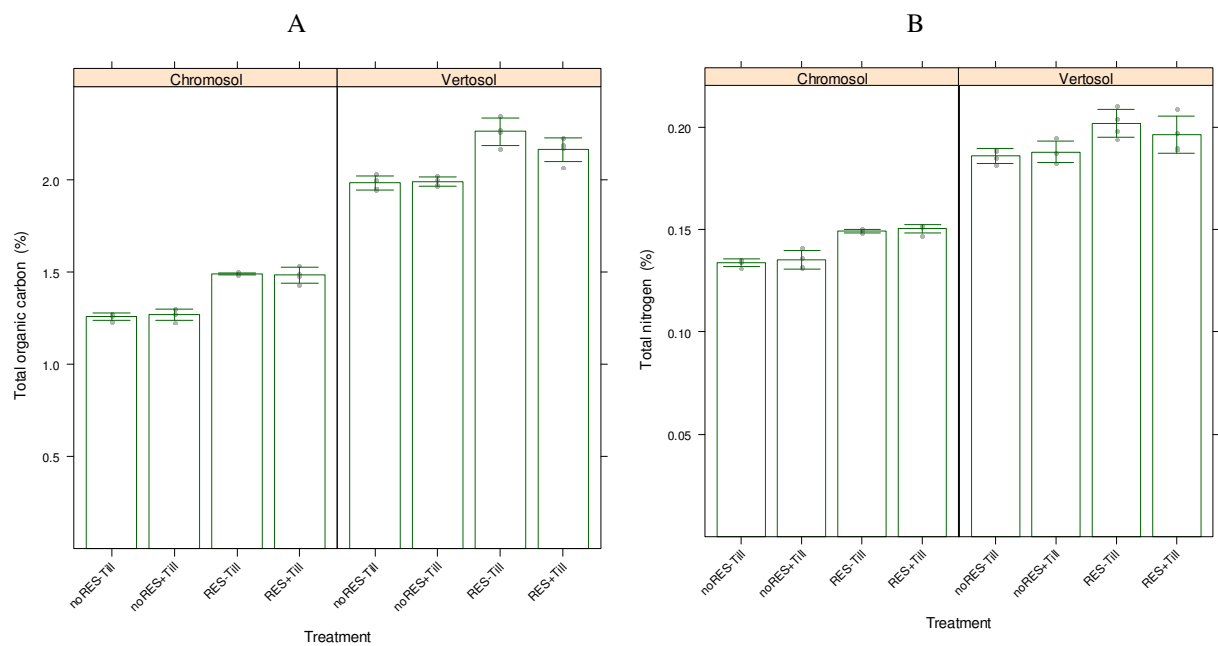 A
Chromosol Vertosol
2.0
1.5
1.0
0.5
Total organic carbon (%)
noRES-Till noRES+Till RES-Till RES+Till noRES-Till noRES+Till RES-Till RES+Till
Treatment
B
Chromosol Vertosol
0.20
0.15
0.10
0.05
Total nitrogen (%)
noRES-Till noRES+Till RES-Till RES+Till noRES-Till noRES+Till RES-Till RES+Till
Treatment